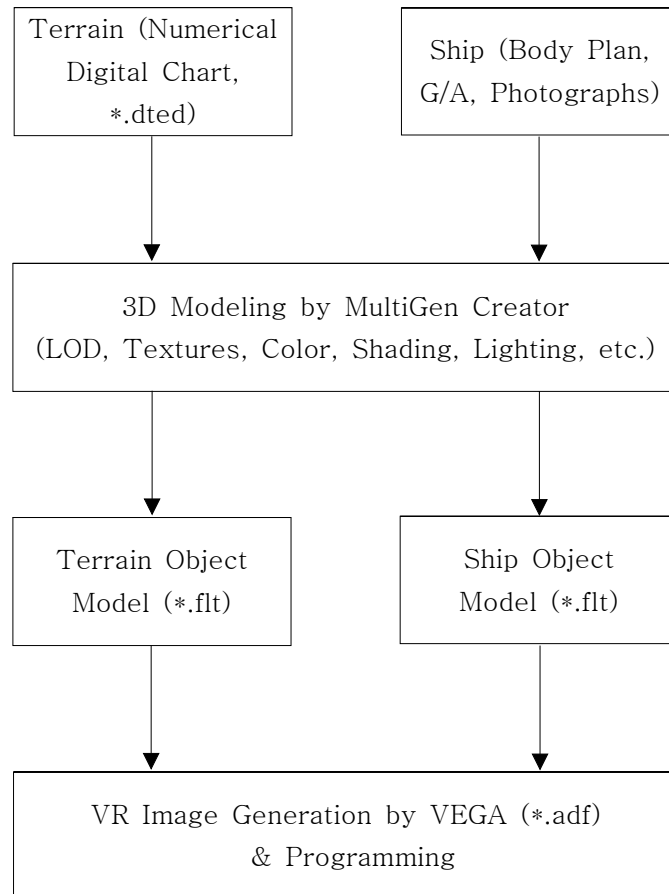 Terrain (Numerical
Digital Chart,
*.dted)
Ship (Body Plan,
G/A, Photographs)
3D Modeling by MultiGen Creator
(LOD, Textures, Color, Shading, Lighting, etc.)
Terrain Object
Model (*.flt)
Ship Object
Model (*.flt)
VR Image Generation by VEGA (*.adf)
& Programming